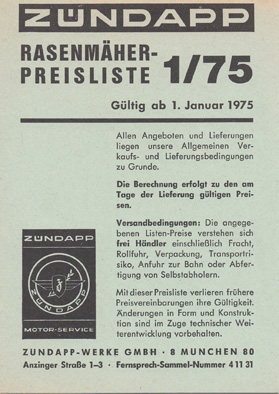 ZÜNDAPP
RASENMÄHER-
PREISLISTE 1/75
Gültig ab 1. Januar 1975
Allen Angeboten und Lieferungen
liegen unsere Allgemeinen Ver-
kaufs- und Lieferungsbedingungen
zu Grunde.
Die Berechnung erfolgt zu den am
Tage der Lieferung gültigen Prei-
sen.
Versandbedingungen: Die angege-
benen Listen-Preise verstehen sich
frei Händler einschließlich Fracht,
Rollfuhr, Verpackung, Transportri-
siko, Anfuhr zur Bahn oder Abfer-
tigung von Selbstabholern.
Mit dieser Preisliste verlieren frühere
Preisvereinbarungen ihre Gültigkeit.
Änderungen in Form und Konstruk-
tion sind im Zuge technischer Wei-
terentwicklung vorbehalten.
ZÜNDAPP
ZÜNDAPP
MOTOR-SERVICE
ZÜNDAPP-WERKE GMBH · 8 MÜNCHEN 80
Anzinger Straße 1–3 · Fernsprech-Sammel-Nummer 4 11 31